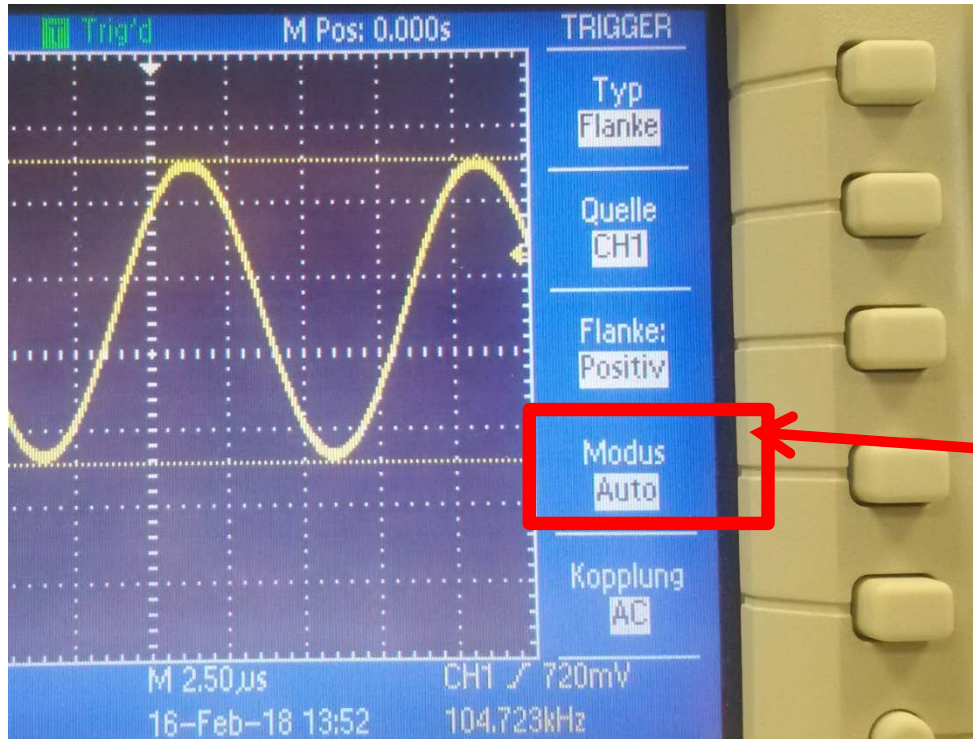 T Trig'd M Pos: 0.000s TRIGGER
Typ
Flanke
Quelle
CH1
Flanke:
Positiv
Modus
Auto
Kopplung
AC
M 2.50µs CH1 720mV
16-Feb-18 13:52 104.723kHz